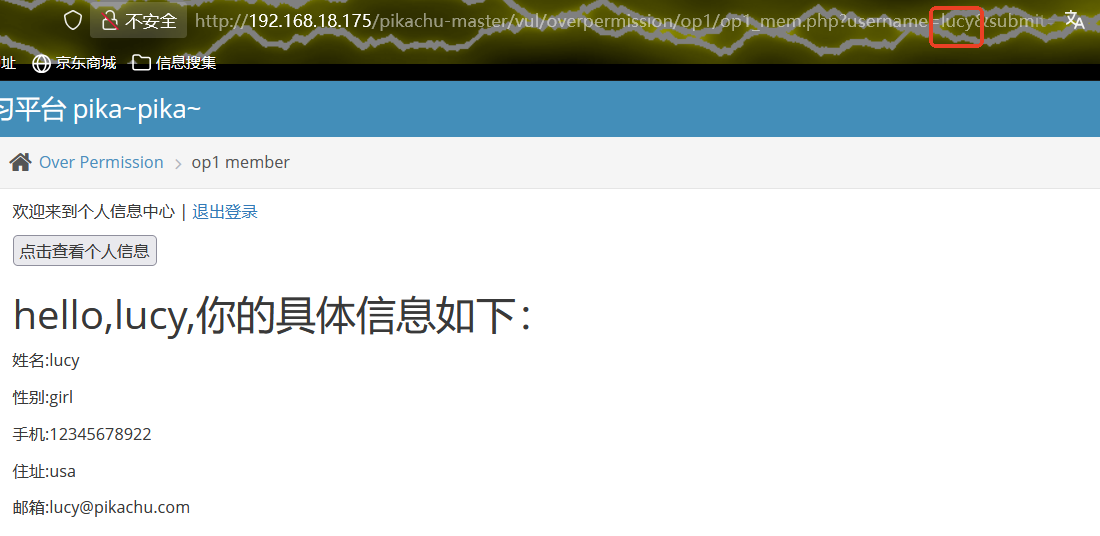 不安全 http://192.168.18.175/pikachu-master/vul/overpermission/op1/op1_mem.php?username=lucy&submit=
址 京东商城 信息搜集
习平台 pika~pika~
Over Permission > op1 member
欢迎来到个人信息中心 | 退出登录
点击查看个人信息
hello,lucy,你的具体信息如下：
姓名:lucy
性别:girl
手机:12345678922
住址:usa
邮箱:lucy@pikachu.com